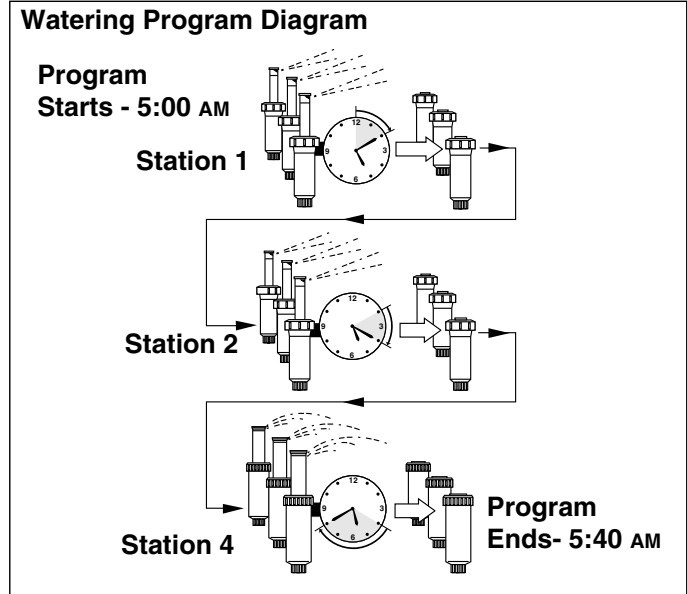 Watering Program Diagram
Program
Starts - 5:00 AM
Station 1
12
9
3
6
Station 2
12
9
3
6
Station 4
12
9
3
6
Program
Ends- 5:40 AM